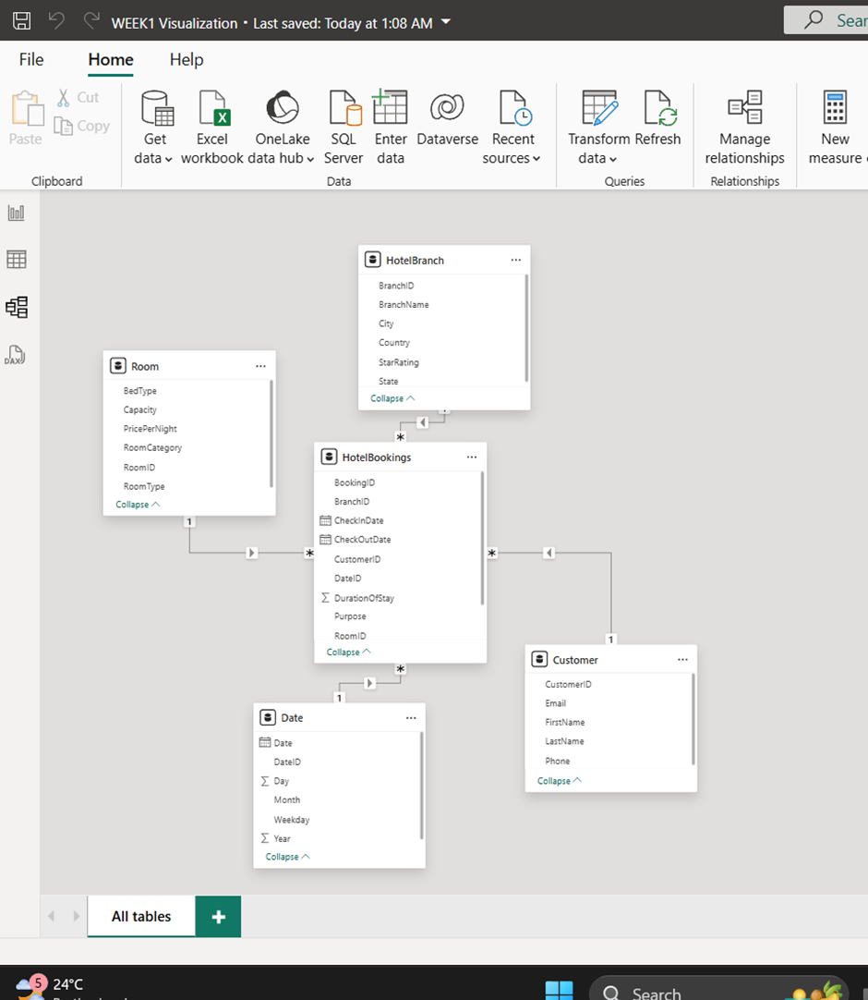 WEEK1 Visualization • Last saved: Today at 1:08 AM
File Home Help
Paste
Cut
Copy
Clipboard
Get data
Excel workbook
OneLake data hub
SQL Server
Enter data
Dataverse
Recent sources
Data
Transform data
Refresh
Queries
Manage relationships
Relationships
New measure
DAX
HotelBranch
BranchID
BranchName
City
Country
StarRating
State
Collapse
Room
BedType
Capacity
PricePerNight
RoomCategory
RoomID
RoomType
Collapse
1
*
*
HotelBookings
BookingID
BranchID
CheckInDate
CheckOutDate
CustomerID
DateID
Σ DurationOfStay
Purpose
RoomID
Collapse
*
1
*
1
Customer
CustomerID
Email
FirstName
LastName
Phone
Collapse
Date
Date
DateID
Σ Day
Month
Weekday
Σ Year
Collapse
All tables
+
5
24°C
Search